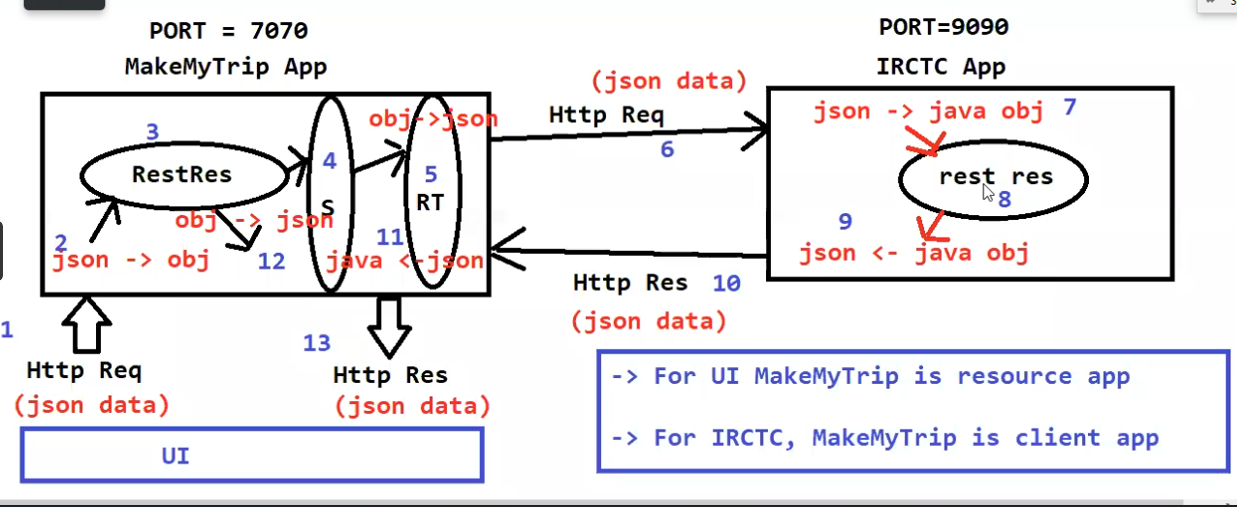 PORT = 7070
MakeMyTrip App
PORT=9090
IRCTC App
(json data)
Http Req
6
obj->json
json -> java obj 7
3
RestRes
4
S
5
RT
rest res
8
obj -> json
2
json -> obj
12
11
java <-json
9
json <- java obj
Http Res 10
(json data)
1
Http Req
(json data)
13
Http Res
(json data)
UI
-> For UI MakeMyTrip is resource app
-> For IRCTC, MakeMyTrip is client app